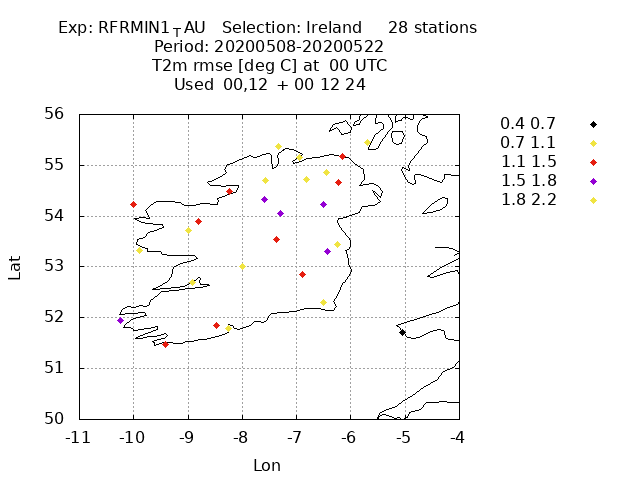 Exp: RFRMIN1TAU   Selection: Ireland     28 stations
Period: 20200508-20200522
T2m rmse [deg C] at  00 UTC
Used  00,12  + 00 12 24
56
55
54
53
52
51
50
-11 -10 -9 -8 -7 -6 -5 -4
Lat
Lon
0.4 0.7
0.7 1.1
1.1 1.5
1.5 1.8
1.8 2.2